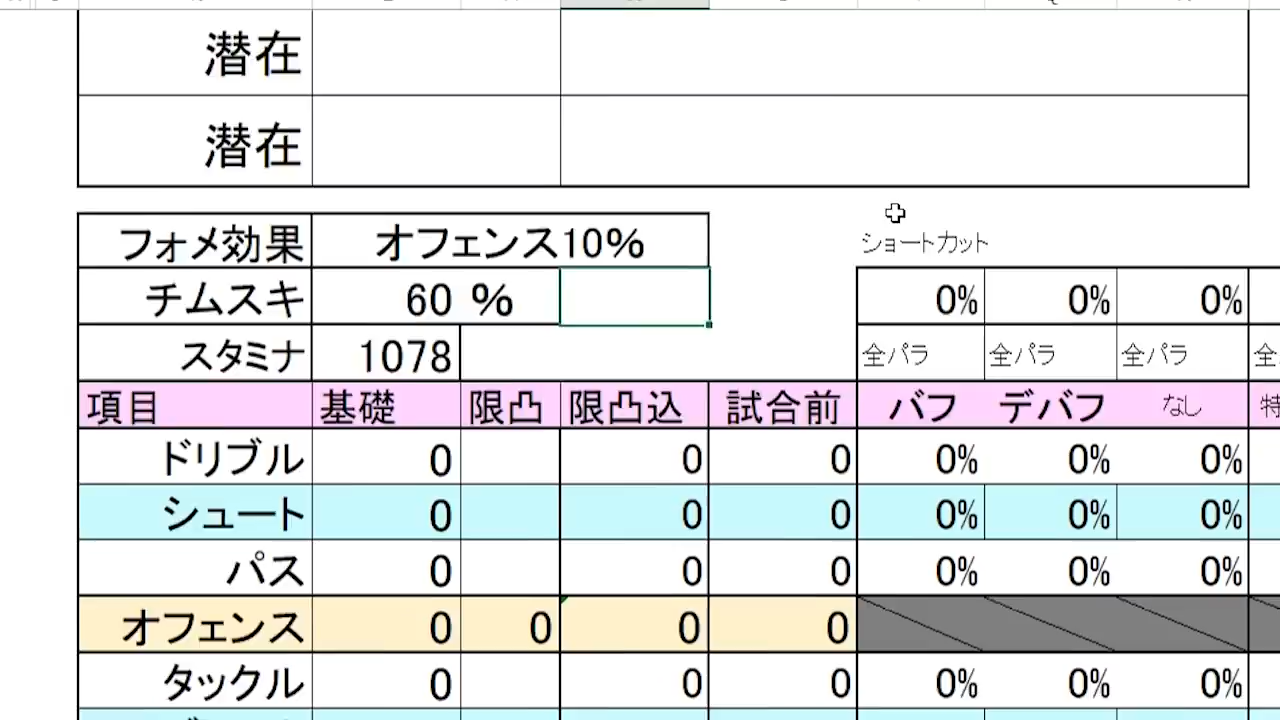 潜在
潜在
フォメ効果 オフェンス10%
ショートカット
チムスキ 60 % 0% 0% 0%
スタミナ 1078 全パラ 全パラ 全パラ 全
項目 基礎 限凸 限凸込 試合前 バフ デバフ なし 特
ドリブル 0 0 0 0% 0% 0%
シュート 0 0 0 0% 0% 0%
パス 0 0 0 0% 0% 0%
オフェンス 0 0 0 0
タックル 0 0 0 0% 0% 0%